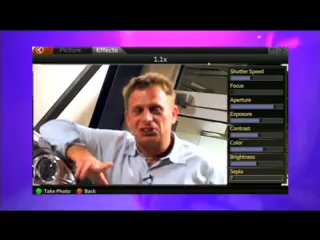 Picture
Effects
1.1x
Shutter Speed
Focus
Aperture
Exposure
Contrast
Color
Brightness
Sepia
Take Photo
Back